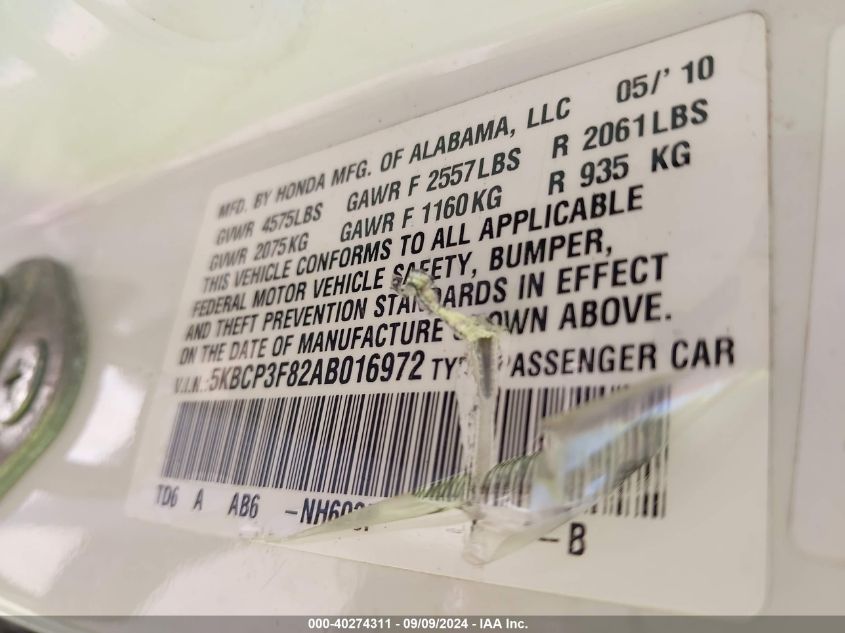 MFD. BY HONDA MFG. OF ALABAMA, LLC 05/' 10
GVWR 4575LBS GAWR F 2557LBS R 2061LBS
GVWR 2075KG GAWR F 1160KG R 935 KG
THIS VEHICLE CONFORMS TO ALL APPLICABLE
FEDERAL MOTOR VEHICLE SAFETY, BUMPER,
AND THEFT PREVENTION STANDARDS IN EFFECT
ON THE DATE OF MANUFACTURE SHOWN ABOVE.
V.I.N.:5KBCP3F82AB016972 TYPE PASSENGER CAR
TD6 A AB6 - B
000-40274311 - 09/09/2024 - IAA Inc.